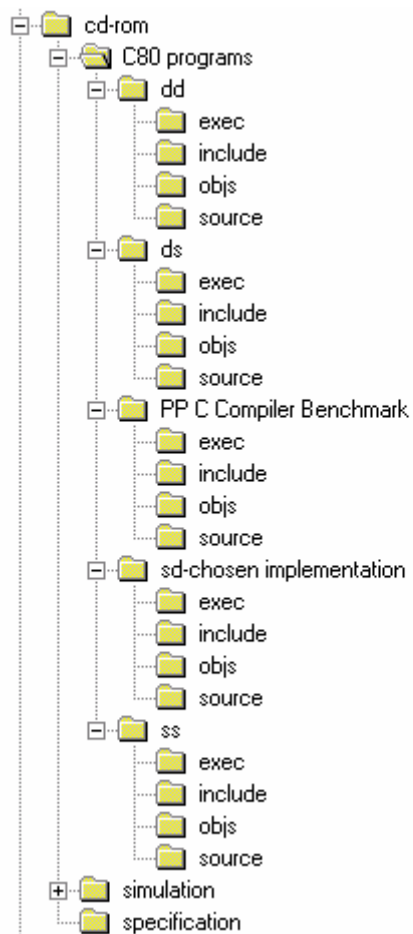 cd-rom
C80 programs
dd
exec
include
objs
source
ds
exec
include
objs
source
PP C Compiler Benchmark
exec
include
objs
source
sd-chosen implementation
exec
include
objs
source
ss
exec
include
objs
source
simulation
specification